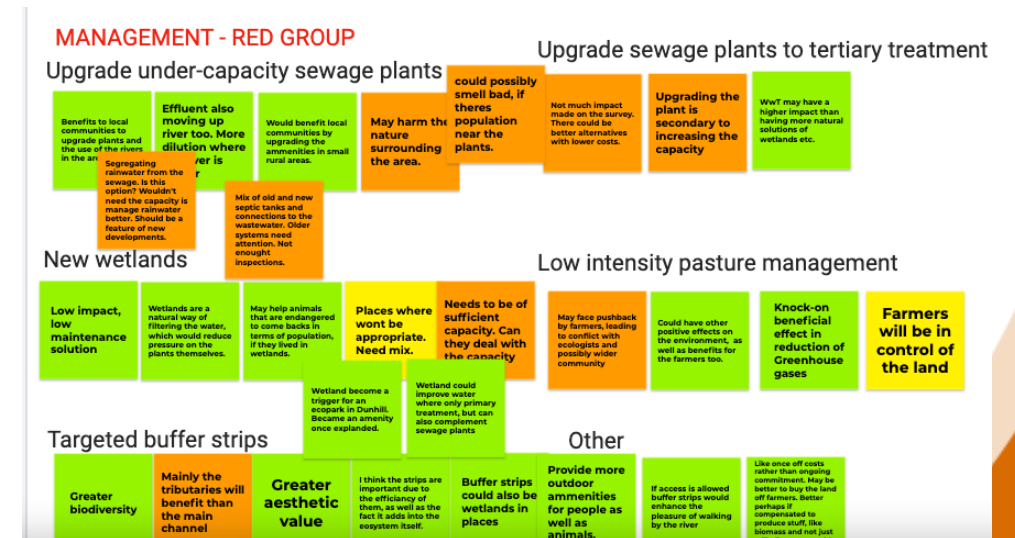 MANAGEMENT - RED GROUP
Upgrade under-capacity sewage plants
Benefits to local
communities to
upgrade plants and
the use of the rivers
in the
Effluent also
moving up
river too. More
dilution where
is
Would benefit local
communities by
upgrading the
ammenities in small
rural areas.
May harm the
nature
surrounding
the area.
could possibly
smell bad, if
theres
population
near the
plants.
Segregating
rainwater from the
sewage. Is this
option? Wouldn't
need the capacity is
manage rainwater
better. Should be a
feature of new
developments.
Mix of old and new
septic tanks and
connections to the
wastewater. Older
systems need
attention. Not
enought
inspections.
Upgrade sewage plants to tertiary treatment
Not much impact
made on the survey.
There could be
better alternatives
with lower costs.
Upgrading the
plant is
secondary to
increasing the
capacity
WwT may have a
higher impact than
having more natural
solutions of
wetlands etc.
New wetlands
Low impact,
low
maintenance
solution
Wetlands are a
natural way of
filtering the water,
which would reduce
pressure on the
plants themselves.
May help animals
that are endangered
to come backs in
terms of population,
if they lived in
wetlands.
Places where
wont be
appropriate.
Need mix.
Needs to be of
sufficient
capacity. Can
they deal with
the capacity
Wetland become a
trigger for an
ecopark in Dunhill.
Became an amenity
once explanded.
Wetland could
improve water
where only primary
treatment, but can
also complement
sewage plants
Low intensity pasture management
May face pushback
by farmers, leading
to conflict with
ecologists and
possibly wider
community
Could have other
positive effects on
the environment, as
well as benefits for
the farmers too.
Knock-on
beneficial
effect in
reduction of
Greenhouse
gases
Farmers
will be in
control of
the land
Targeted buffer strips
Greater
biodiversity
Mainly the
tributaries will
benefit than
the main
channel
Greater
aesthetic
value
I think the strips are
important due to
the efficiancy of
them, as well as the
fact it adds into the
eosystem itself.
Buffer strips
could also be
wetlands in
places
Other
Provide more
outdoor
ammenities
for people as
well as
animals.
If access is allowed
buffer strips would
enhance the
pleasure of walking
by the river
Like once off costs
rather than ongoing
commitment. May be
better to buy the land
off farmers. Better
perhaps if
compensated to
produce stuff, like
biomass and not just